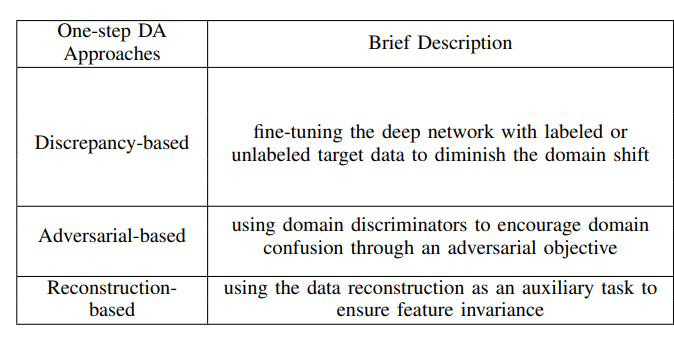 One-step DA
Approaches
Brief Description
Discrepancy-based
fine-tuning the deep network with labeled or
unlabeled target data to diminish the domain shift
Adversarial-based
using domain discriminators to encourage domain
confusion through an adversarial objective
Reconstruction-
based
using the data reconstruction as an auxiliary task to
ensure feature invariance